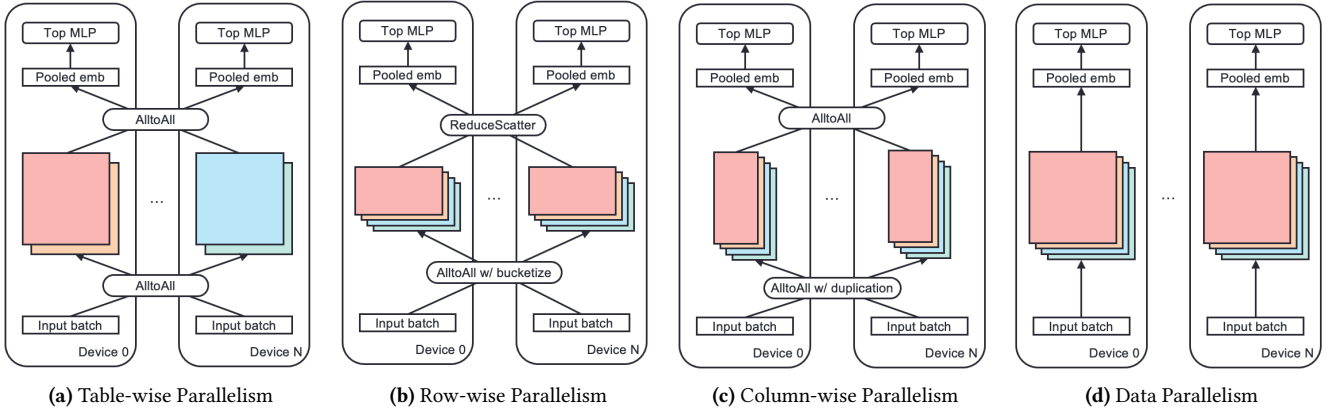 Top MLP
Top MLP
Pooled emb
Pooled emb
AlltoAll
...
AlltoAll
Input batch
Input batch
Device 0
Device N
(a) Table-wise Parallelism
Top MLP
Top MLP
Pooled emb
Pooled emb
ReduceScatter
...
AlltoAll w/ bucketize
Input batch
Input batch
Device 0
Device N
(b) Row-wise Parallelism
Top MLP
Top MLP
Pooled emb
Pooled emb
AlltoAll
...
AlltoAll w/ duplication
Input batch
Input batch
Device 0
Device N
(c) Column-wise Parallelism
Top MLP
Top MLP
Pooled emb
Pooled emb
...
Input batch
Input batch
Device 0
Device N
(d) Data Parallelism